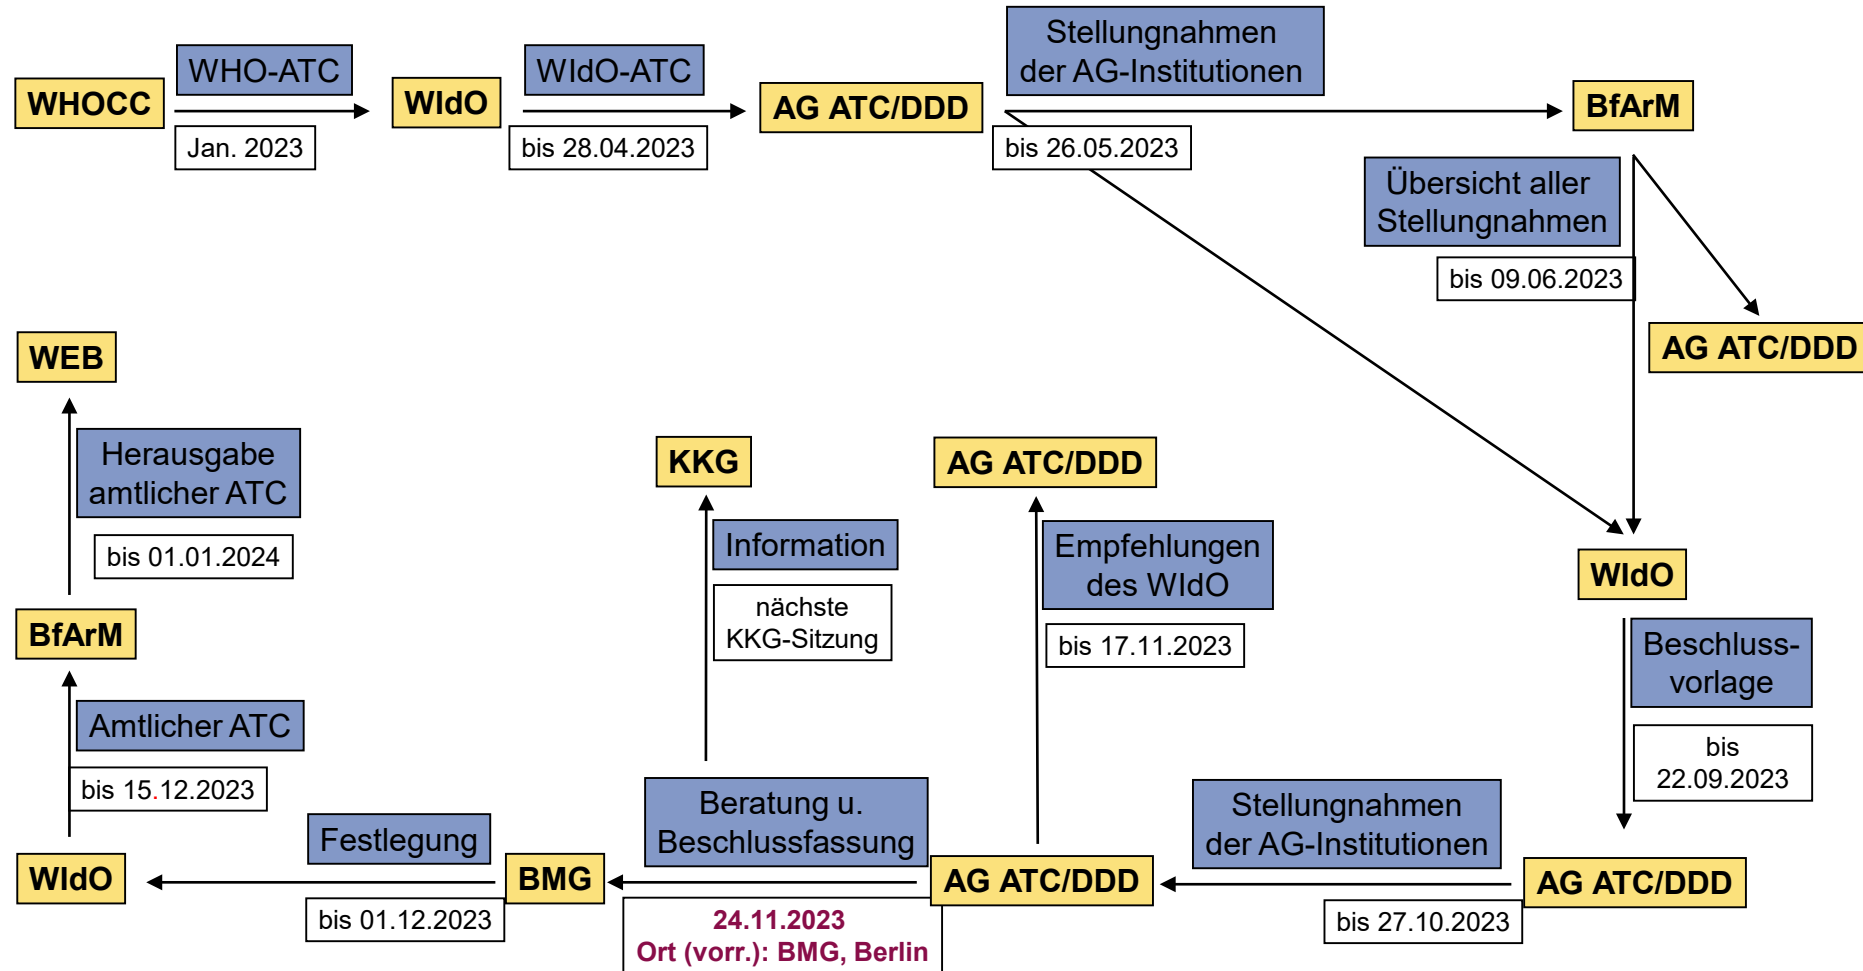 WHOCC
WHO-ATC
Jan. 2023
WIdO
WIdO-ATC
bis 28.04.2023
AG ATC/DDD
Stellungnahmen
der AG-Institutionen
bis 26.05.2023
BfArM
Übersicht aller
Stellungnahmen
bis 09.06.2023
AG ATC/DDD
WIdO
Beschluss-
vorlage
bis
22.09.2023
AG ATC/DDD
Stellungnahmen
der AG-Institutionen
bis 27.10.2023
AG ATC/DDD
Empfehlungen
des WIdO
bis 17.11.2023
AG ATC/DDD
Beratung u.
Beschlussfassung
24.11.2023
Ort (vorr.): BMG, Berlin
KKG
Information
nächste
KKG-Sitzung
BMG
Festlegung
bis 01.12.2023
WIdO
Amtlicher ATC
bis 15.12.2023
BfArM
Herausgabe
amtlicher ATC
bis 01.01.2024
WEB